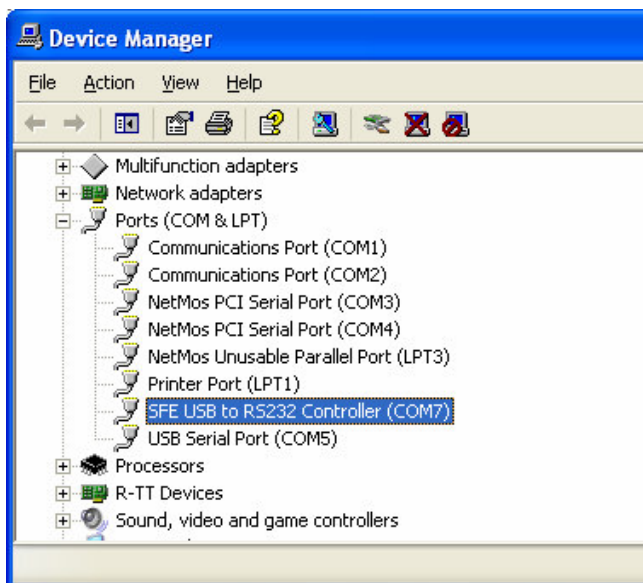 Device Manager
File Action View Help
Multifunction adapters
Network adapters
Ports (COM & LPT)
Communications Port (COM1)
Communications Port (COM2)
NetMos PCI Serial Port (COM3)
NetMos PCI Serial Port (COM4)
NetMos Unusable Parallel Port (LPT3)
Printer Port (LPT1)
SFE USB to RS232 Controller (COM7)
USB Serial Port (COM5)
Processors
R-TT Devices
Sound, video and game controllers